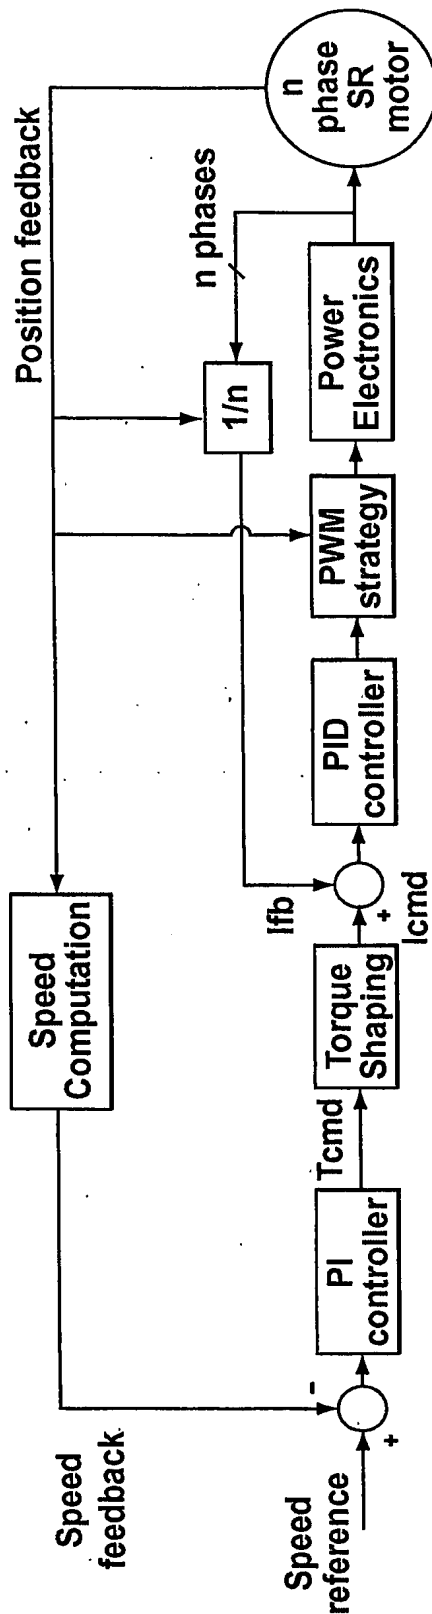 Position feedback
n
phase
SR
motor
n phases
1/n
Power
Electronics
PWM
strategy
PID
controller
Speed
Computation
Ifb
+
Icmd
Torque
Shaping
Tcmd
PI
controller
-
+
Speed
feedback
Speed
reference